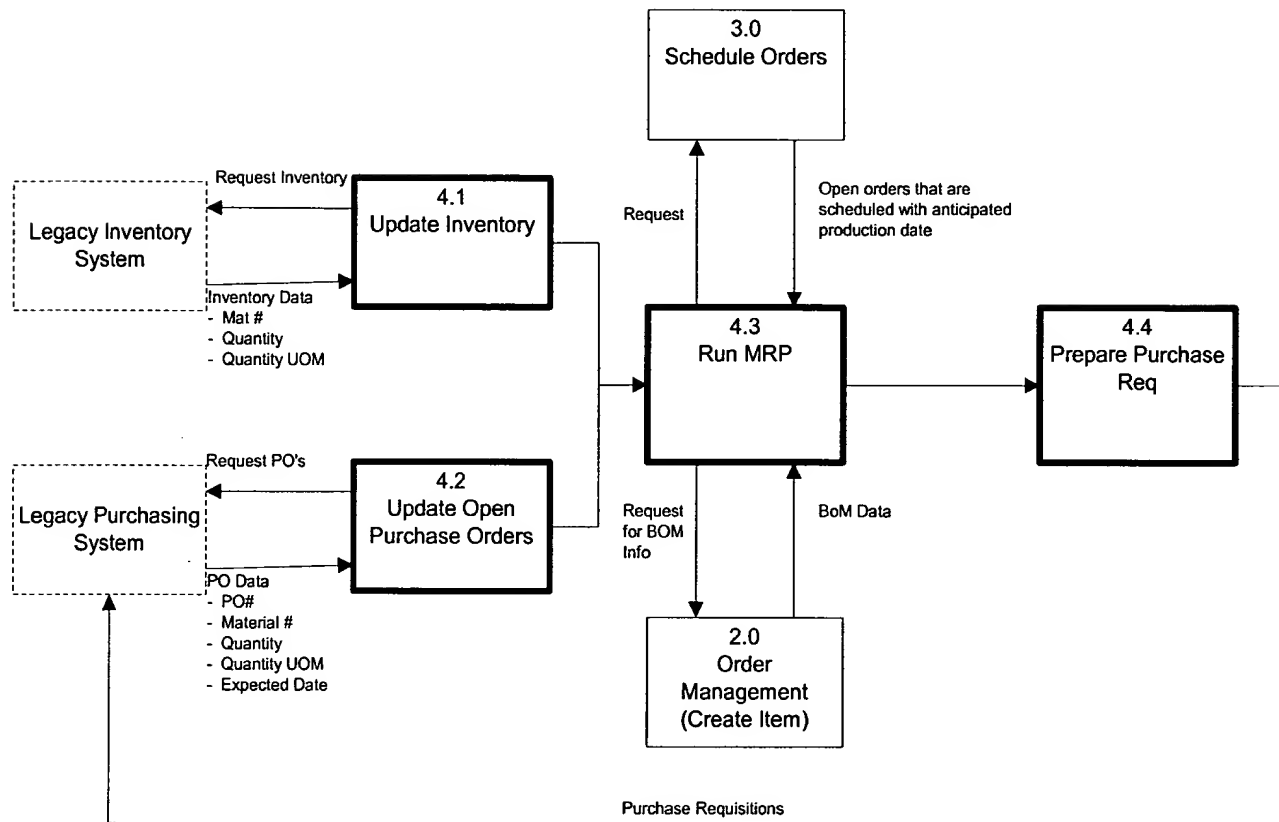 3.0
Schedule Orders
Request Inventory
4.1
Update Inventory
Legacy Inventory
System
Inventory Data
- Mat #
- Quantity
- Quantity UOM
Request
Open orders that are
scheduled with anticipated
production date
4.3
Run MRP
4.4
Prepare Purchase
Req
Request PO's
4.2
Update Open
Purchase Orders
Legacy Purchasing
System
PO Data
- PO#
- Material #
- Quantity
- Quantity UOM
- Expected Date
Request
for BOM
Info
BoM Data
2.0
Order
Management
(Create Item)
Purchase Requisitions